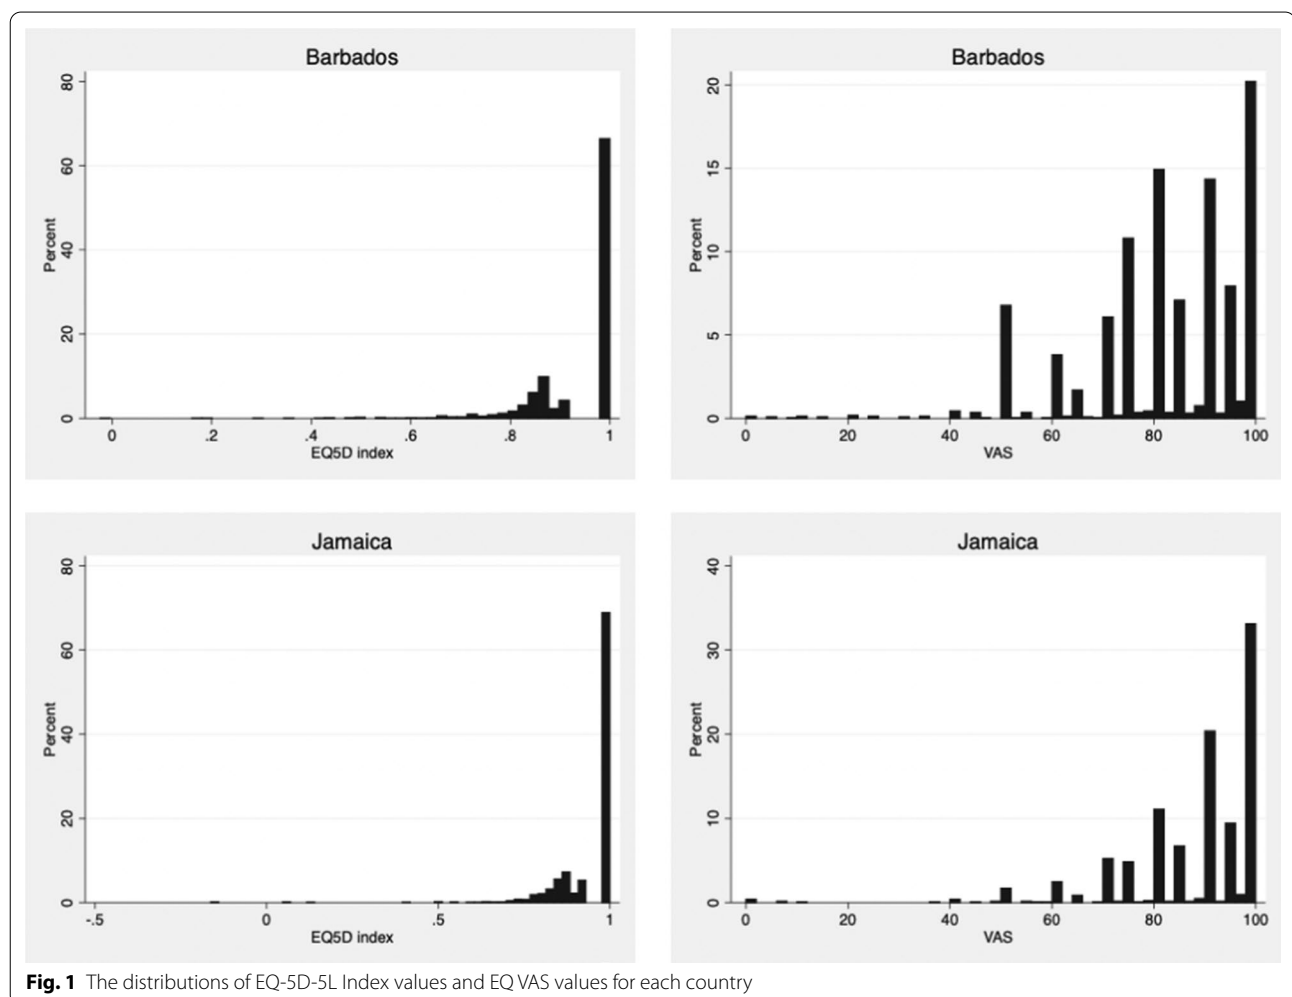 Barbados
80
60
40
20
0
Percent
0 .2 .4 .6 .8 1
EQ5D index
Barbados
20
15
10
5
0
Percent
0 20 40 60 80 100
VAS
Jamaica
80
60
40
20
0
Percent
-.5 0 .5 1
EQ5D index
Jamaica
40
30
20
10
0
Percent
0 20 40 60 80 100
VAS
Fig. 1 The distributions of EQ-5D-5L Index values and EQ VAS values for each country